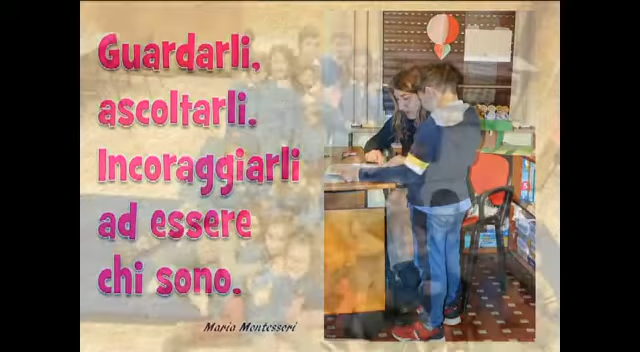 Guardarli,
ascoltarli.
Incoraggiarli
ad essere
chi sono.
Maria Montessori